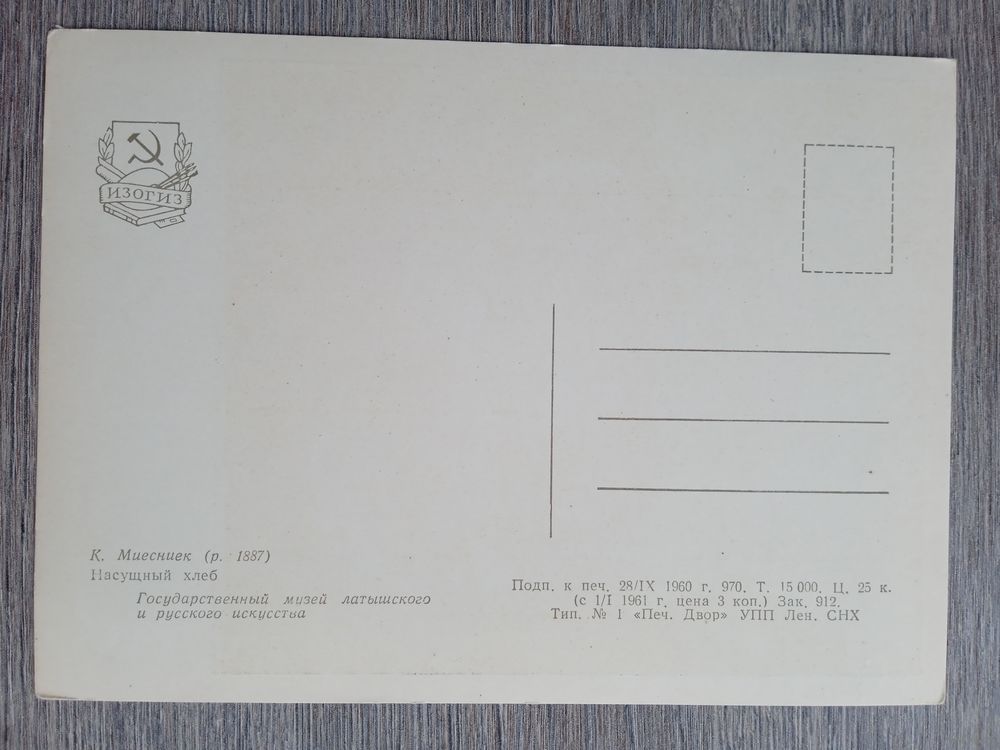 ИЗОГИЗ
К. Миесниек (р. 1887)
Насущный хлеб
Государственный музей латышского
и русского искусства
Подп. к печ. 28/IX 1960 г. 970. Т. 15 000. Ц. 25 к.
(с 1/I 1961 г. цена 3 коп.) Зак. 912.
Тип. № 1 «Печ. Двор» УПП Лен. СНХ